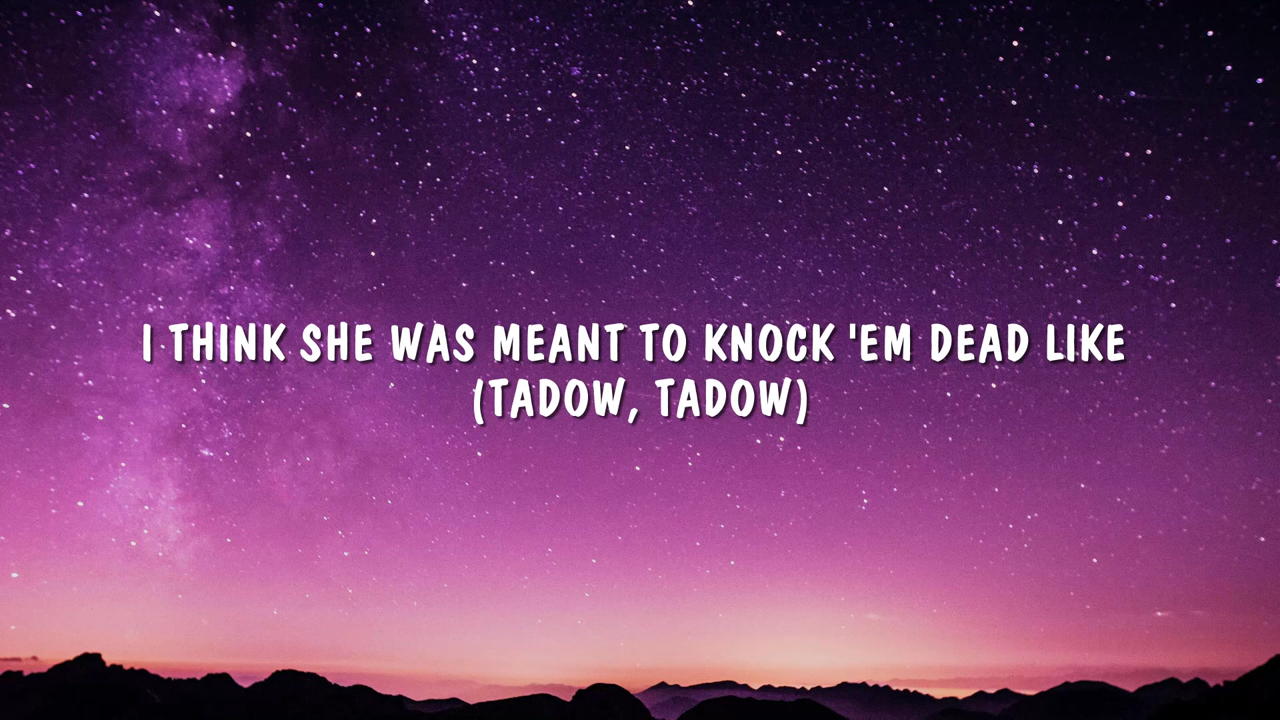 I THINK SHE WAS MEANT TO KNOCK 'EM DEAD LIKE
(TADOW, TADOW)